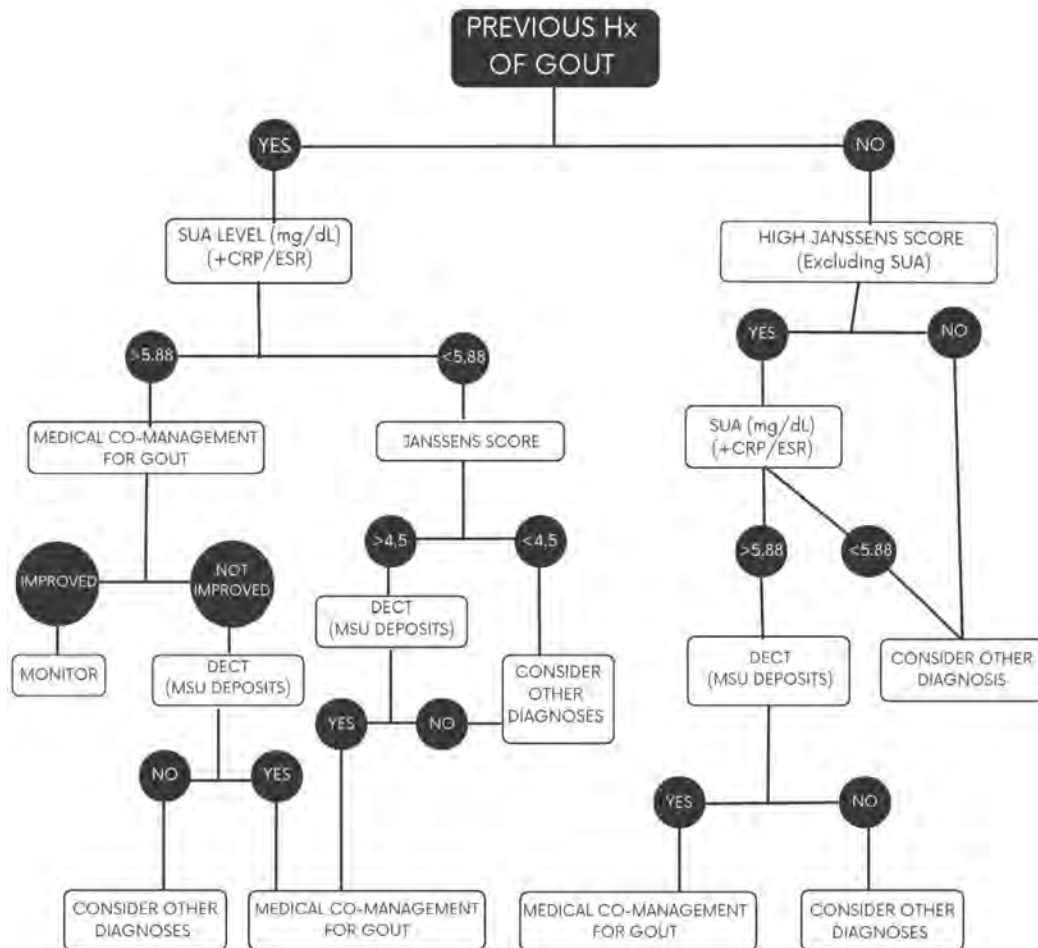 PREVIOUS Hx
OF GOUT
YES
NO
SUA LEVEL (mg/dL)
(+CRP/ESR)
HIGH JANSSENS SCORE
(Excluding SUA)
>5.88
<5.88
YES
NO
MEDICAL CO-MANAGEMENT
FOR GOUT
JANSSENS SCORE
SUA (mg/dL)
(+CRP/ESR)
>4,5
<4,5
>5.88
<5.88
IMPROVED
NOT
IMPROVED
DECT
(MSU DEPOSITS)
MONITOR
DECT
(MSU DEPOSITS)
CONSIDER
OTHER
DIAGNOSES
DECT
(MSU DEPOSITS)
CONSIDER OTHER
DIAGNOSIS
YES
NO
NO
YES
YES
NO
CONSIDER OTHER
DIAGNOSES
MEDICAL CO-MANAGEMENT
FOR GOUT
MEDICAL CO-MANAGEMENT
FOR GOUT
CONSIDER OTHER
DIAGNOSES